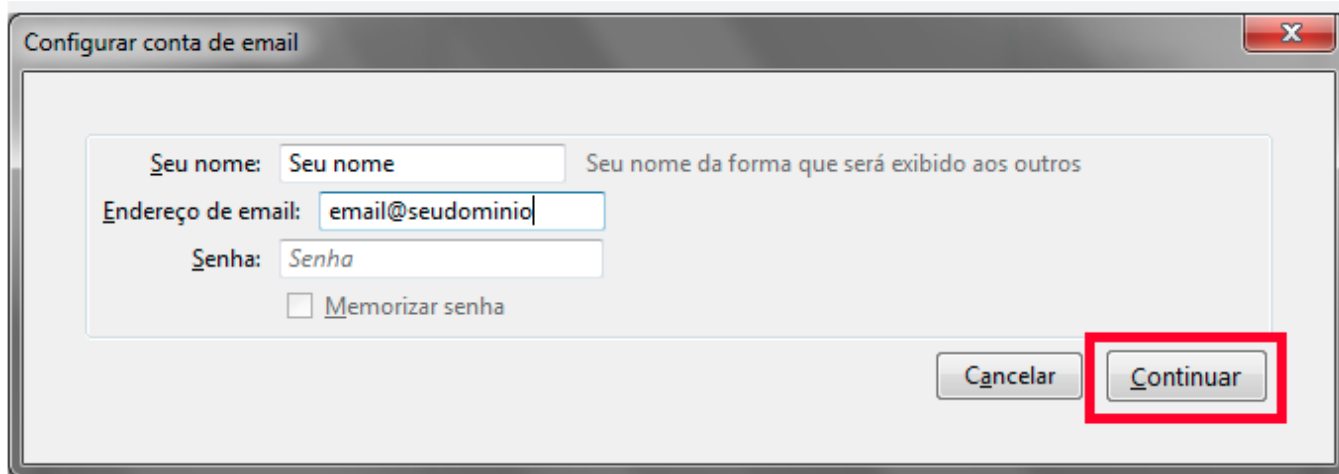 Configurar conta de email
Seu nome: Seu nome Seu nome da forma que será exibido aos outros
Endereço de email: email@seudominio
Senha: Senha
Memorizar senha
Cancelar Continuar